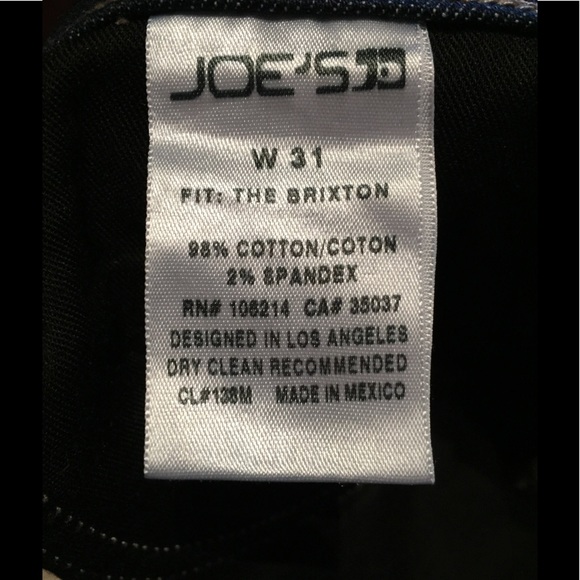 JOE'S
W 31
FIT: THE BRIXTON
98% COTTON/COTON
2% SPANDEX
RN# 106214 CA# 35037
DESIGNED IN LOS ANGELES
DRY CLEAN RECOMMENDED
CL#138M MADE IN MEXICO